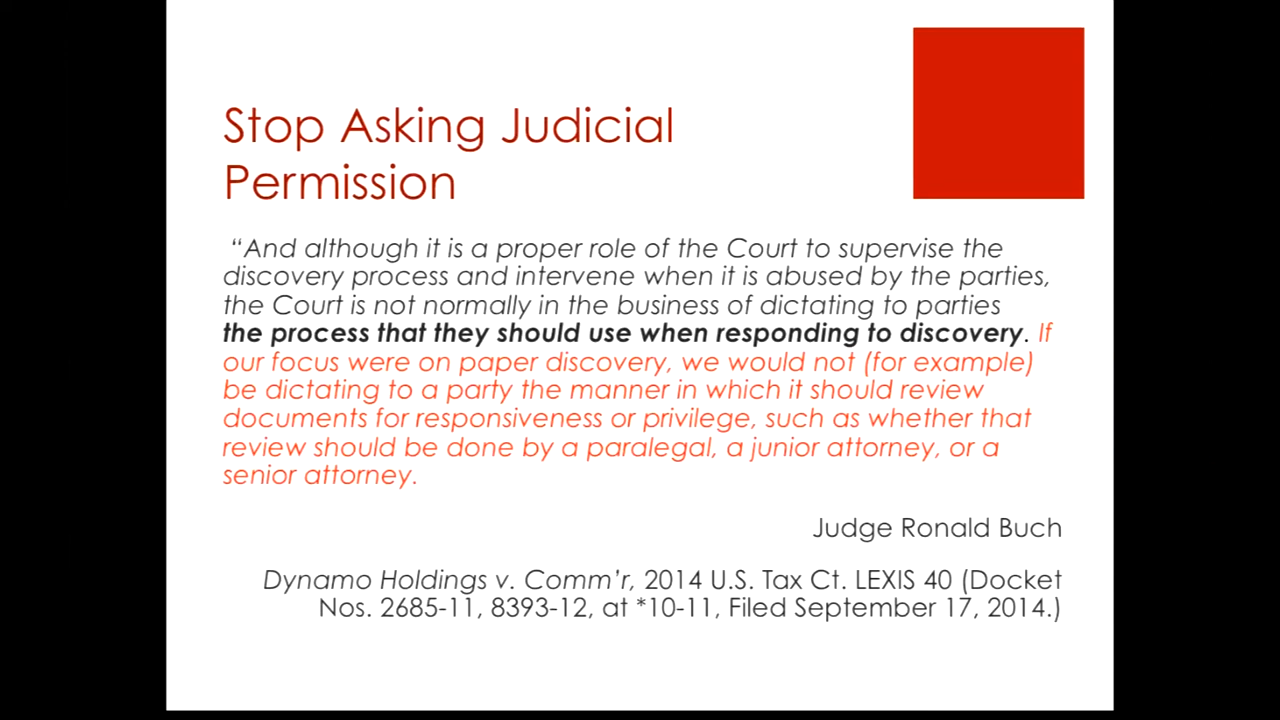 Stop Asking Judicial
Permission
“And although it is a proper role of the Court to supervise the
discovery process and intervene when it is abused by the parties,
the Court is not normally in the business of dictating to parties
the process that they should use when responding to discovery. If
our focus were on paper discovery, we would not (for example)
be dictating to a party the manner in which it should review
documents for responsiveness or privilege, such as whether that
review should be done by a paralegal, a junior attorney, or a
senior attorney.
Judge Ronald Buch
Dynamo Holdings v. Comm’r, 2014 U.S. Tax Ct. LEXIS 40 (Docket
Nos. 2685-11, 8393-12, at *10-11, Filed September 17, 2014.)